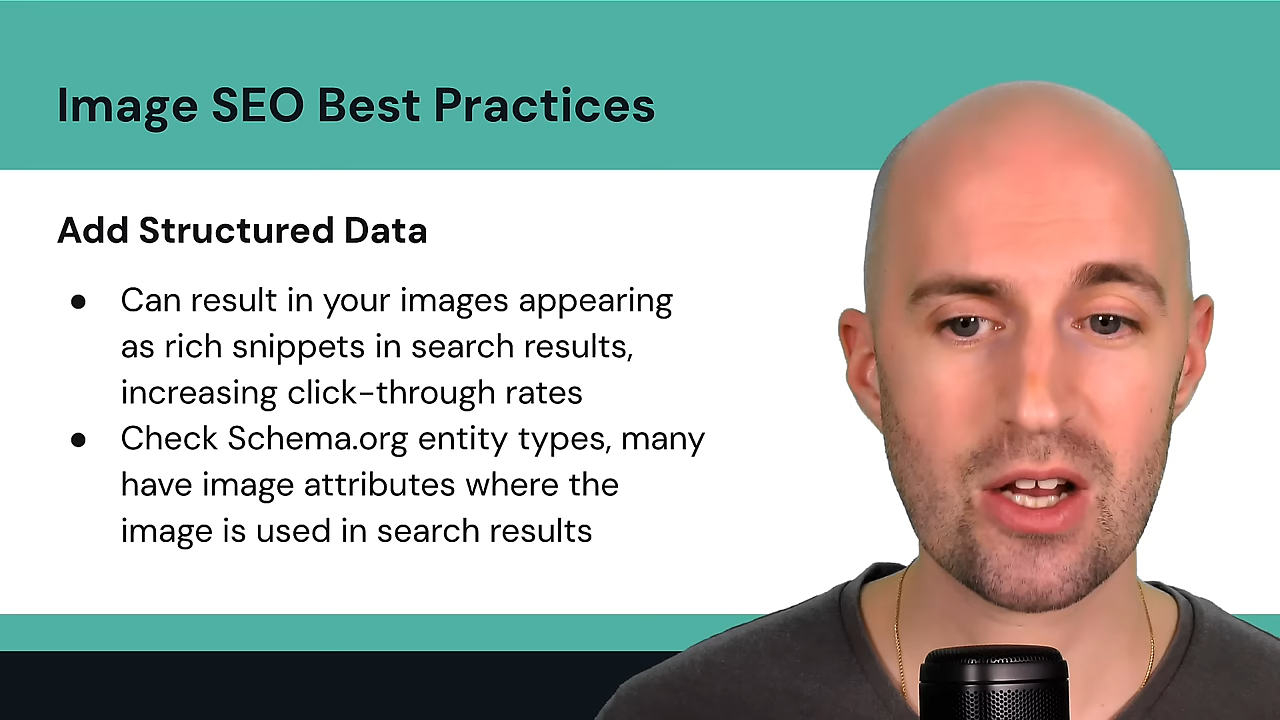 Image SEO Best Practices
Add Structured Data
● Can result in your images appearing
as rich snippets in search results,
increasing click-through rates
● Check Schema.org entity types, many
have image attributes where the
image is used in search results